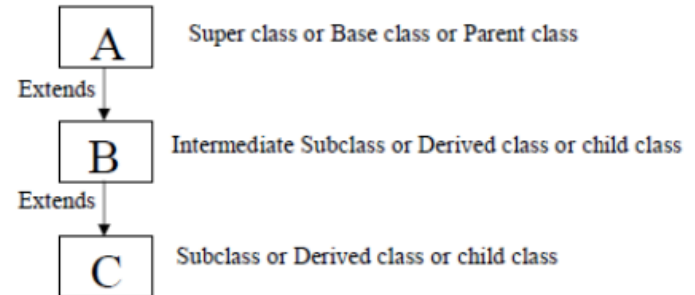 A Super class or Base class or Parent class
Extends
B Intermediate Subclass or Derived class or child class
Extends
C Subclass or Derived class or child class